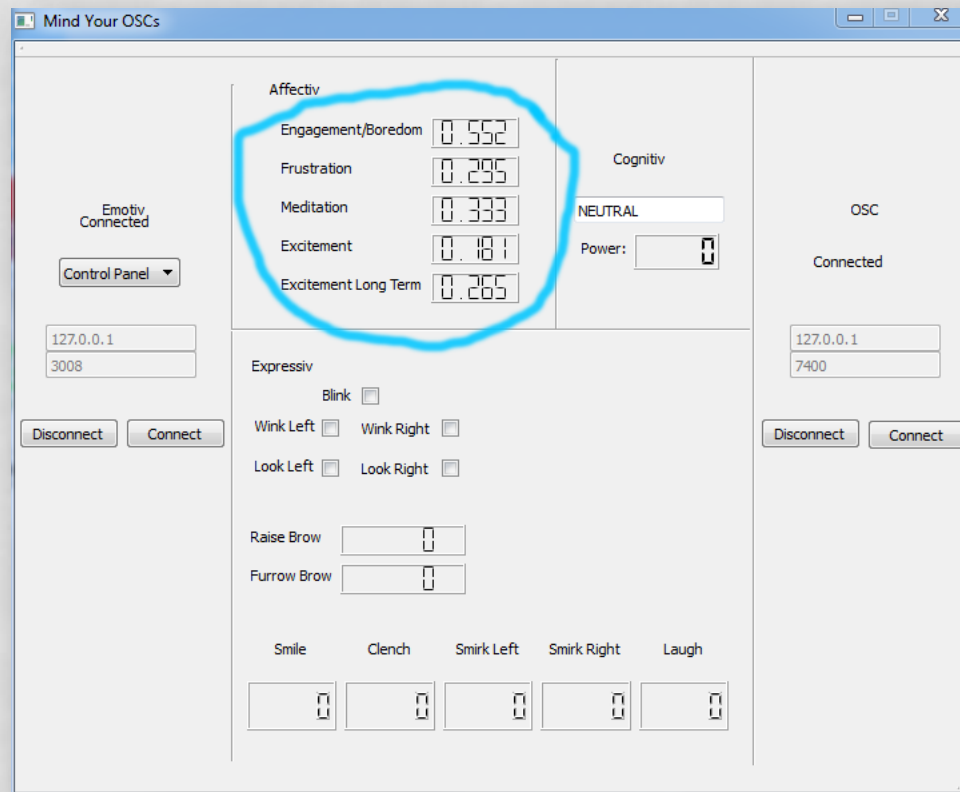 Mind Your OSCs
Emotiv
Connected
Control Panel
127.0.0.1
3008
Disconnect Connect
Affectiv
Engagement/Boredom 0.552
Frustration 0.295
Meditation 0.333
Excitement 0.181
Excitement Long Term 0.265
Cognitiv
NEUTRAL
Power: 0
Expressiv
Blink
Wink Left Wink Right
Look Left Look Right
Raise Brow 0
Furrow Brow 0
Smile Clench Smirk Left Smirk Right Laugh
0 0 0 0 0
OSC
Connected
127.0.0.1
7400
Disconnect Connect